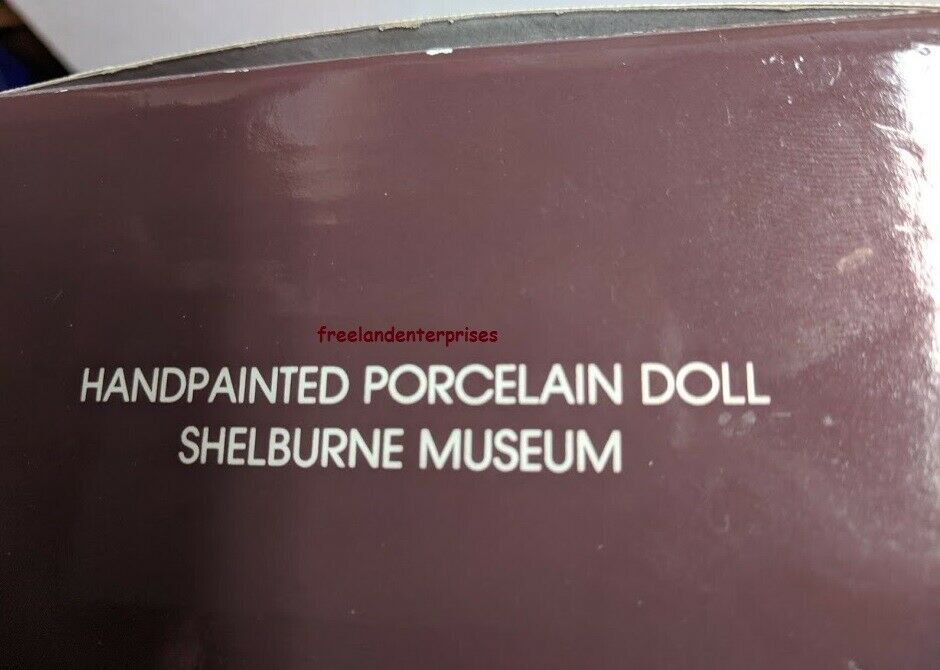 freelandenterprises
HANDPAINTED PORCELAIN DOLL
SHELBURNE MUSEUM